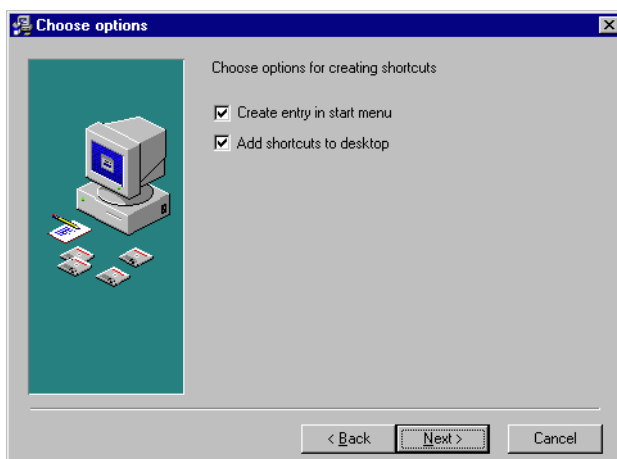 Choose options
Choose options for creating shortcuts
Create entry in start menu
Add shortcuts to desktop
< Back
Next >
Cancel